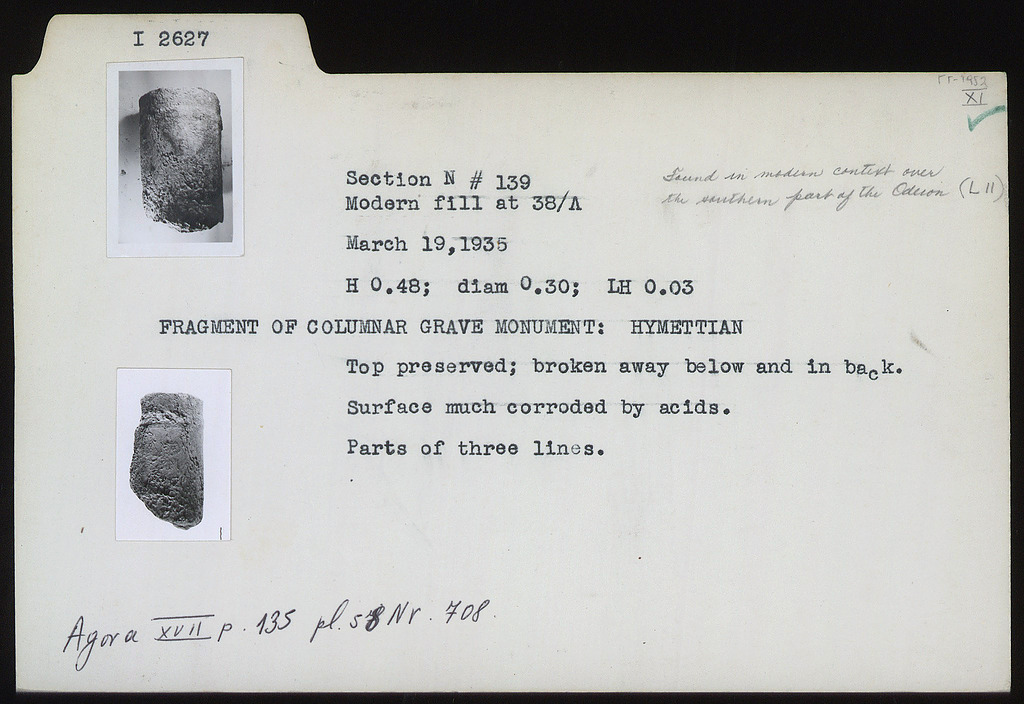 I 2627
XI
Section N # 139
Modern fill at 38/Λ
Found in modern context over
the southern part of the Odeon (L 11)
March 19,1935
H 0.48; diam 0.30; LH 0.03
FRAGMENT OF COLUMNAR GRAVE MONUMENT: HYMETTIAN
Top preserved; broken away below and in back.
Surface much corroded by acids.
Parts of three lines.
Agora XVII p. 135 pl. Nr. 708.